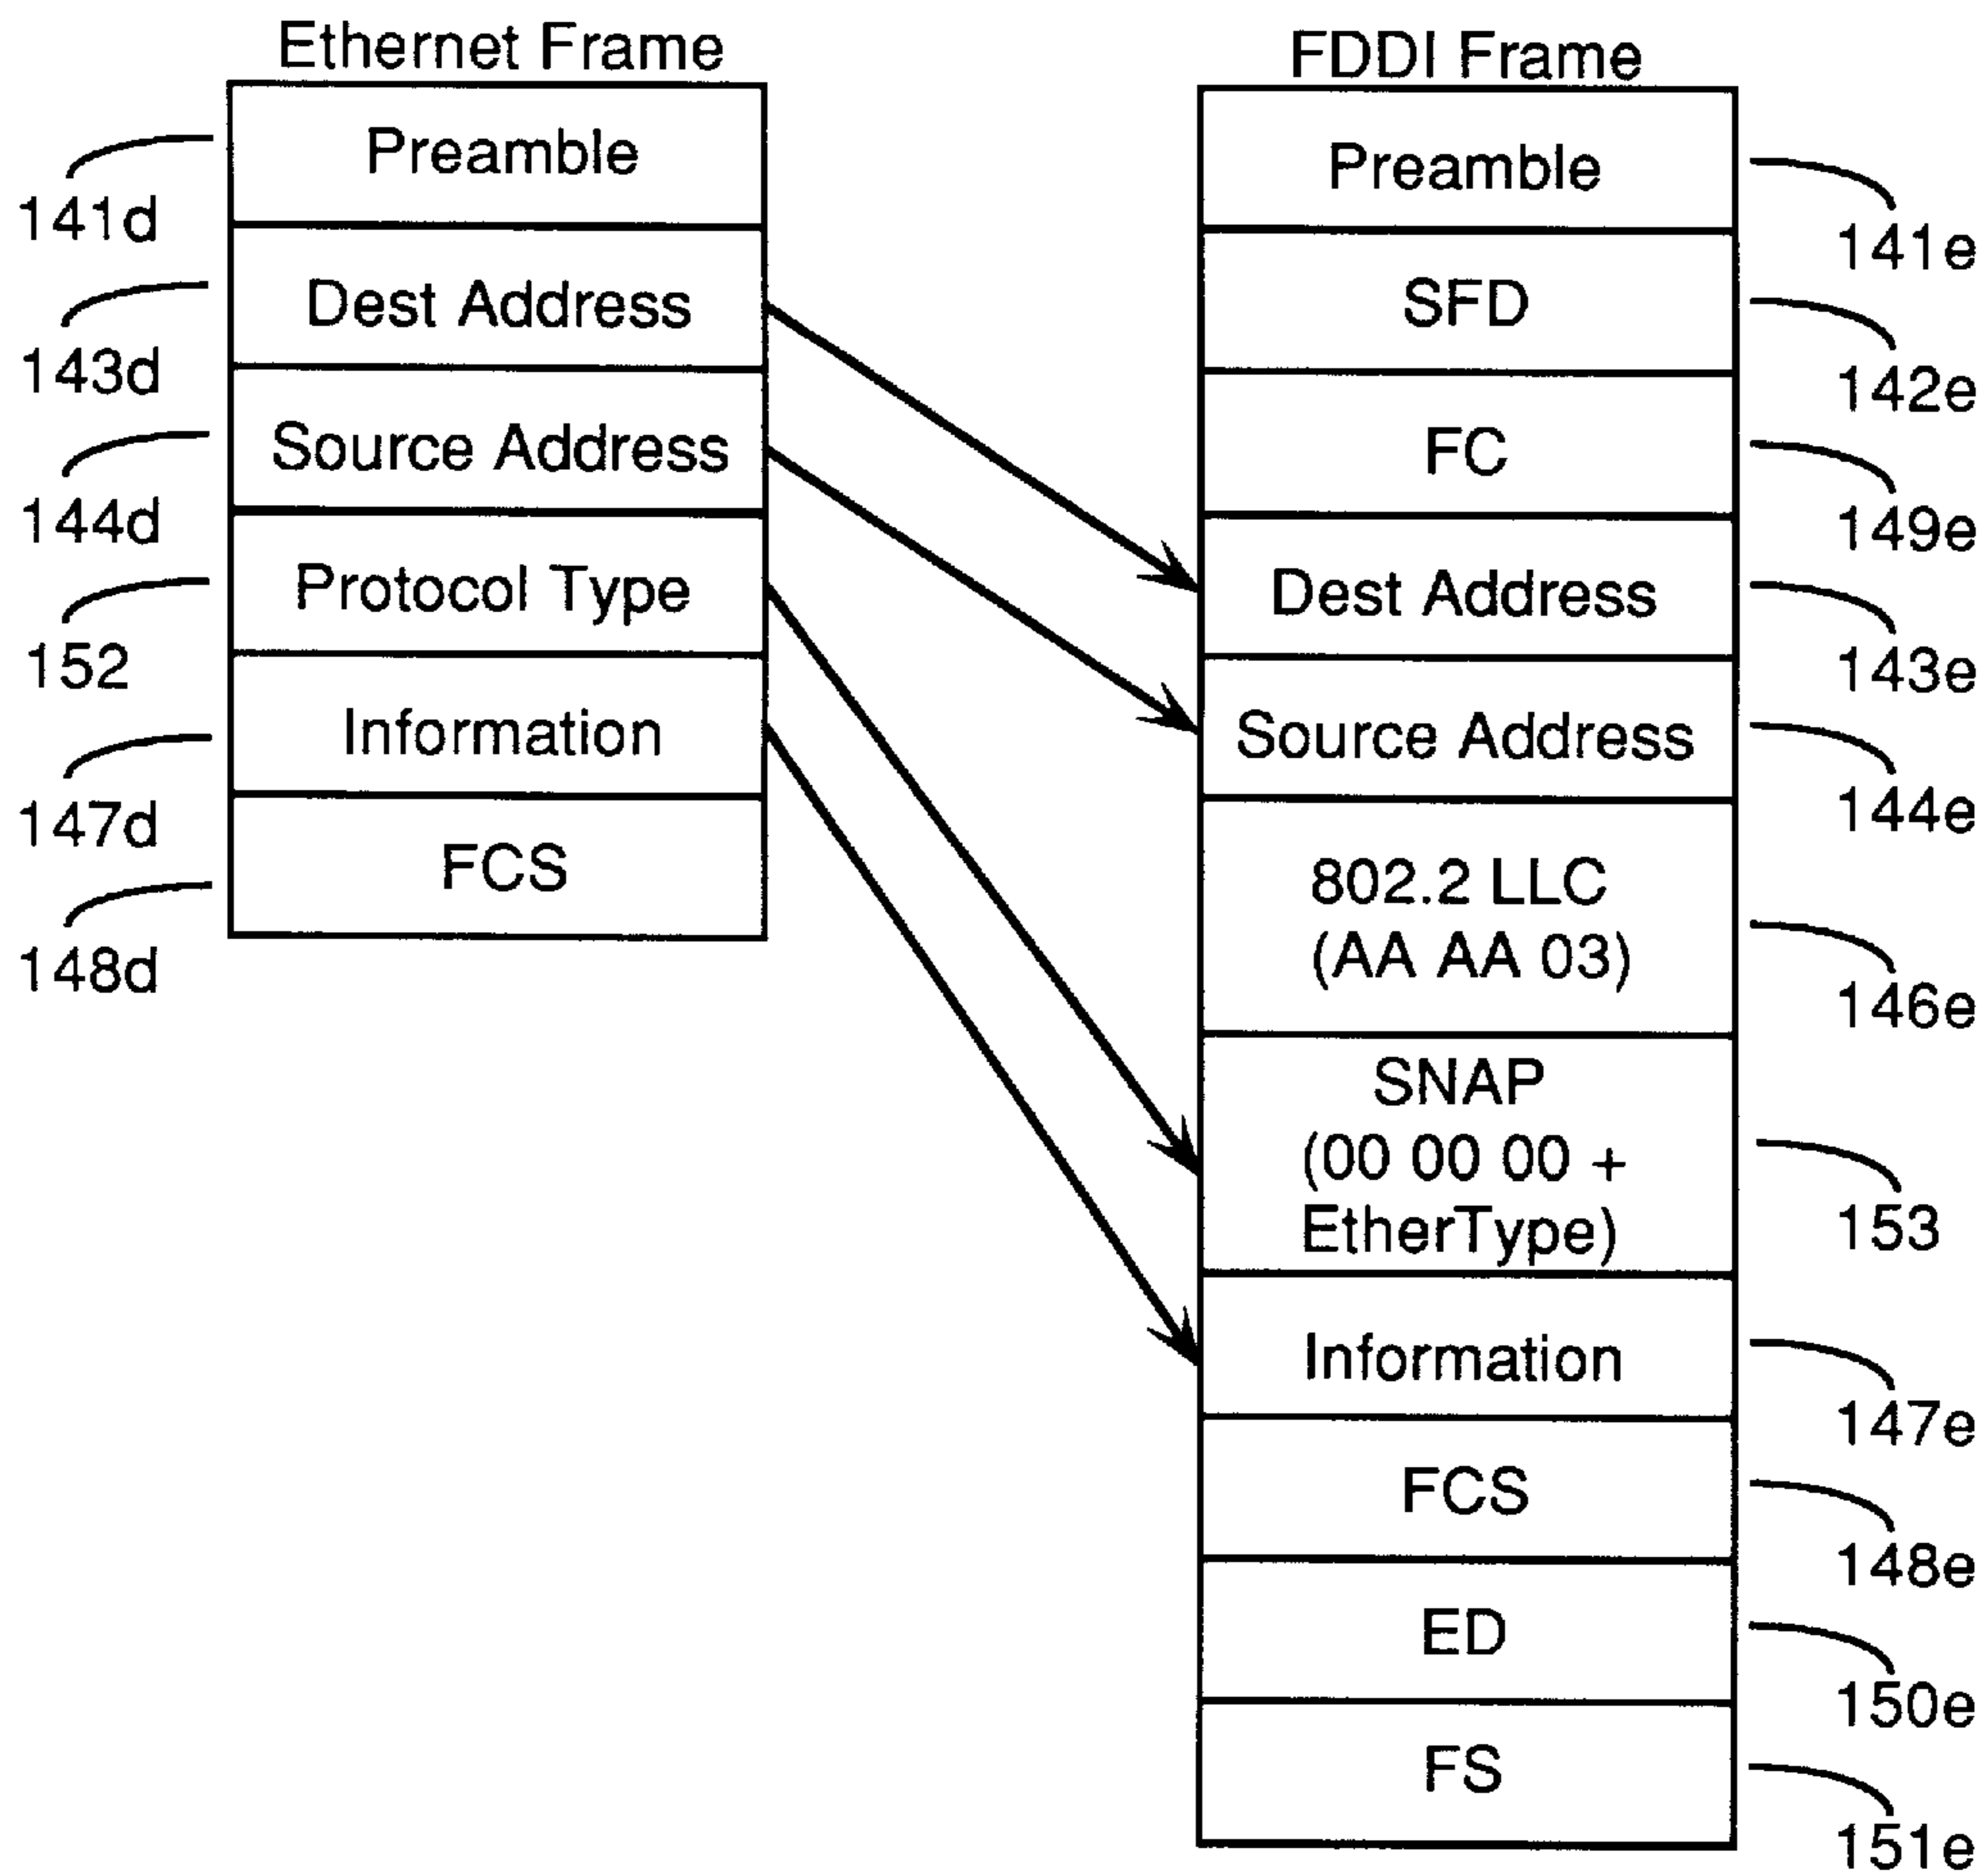 Ethernet Frame
Preamble
141d
Dest Address
143d
Source Address
144d
Protocol Type
152
Information
147d
FCS
148d
FDDI Frame
Preamble
141e
SFD
142e
FC
149e
Dest Address
143e
Source Address
144e
802.2 LLC
(AA AA 03)
146e
SNAP
(00 00 00 +
EtherType)
153
Information
147e
FCS
148e
ED
150e
FS
151e